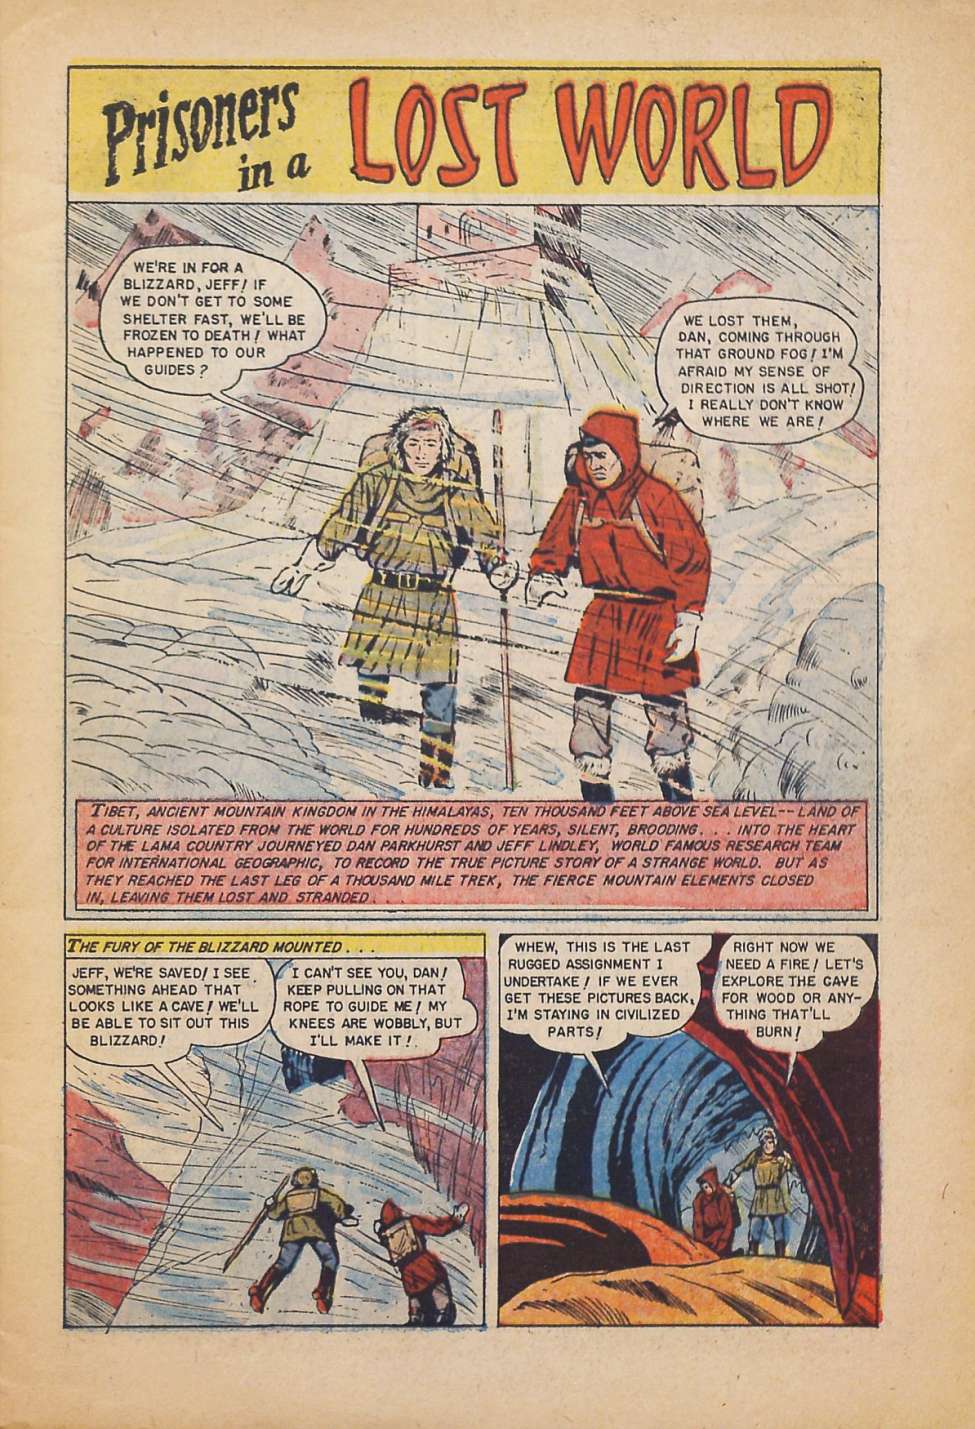 Prisoners
in a
LOST WORLD
WE'RE IN FOR A
BLIZZARD, JEFF! IF
WE DON'T GET TO SOME
SHELTER FAST, WE'LL BE
FROZEN TO DEATH! WHAT
HAPPENED TO OUR
GUIDES?
WE LOST THEM,
DAN, COMING THROUGH
THAT GROUND FOG! I'M
AFRAID MY SENSE OF
DIRECTION IS ALL SHOT!
I REALLY DON'T KNOW
WHERE WE ARE!
TIBET, ANCIENT MOUNTAIN KINGDOM IN THE HIMALAYAS, TEN THOUSAND FEET ABOVE SEA LEVEL--LAND OF
A CULTURE ISOLATED FROM THE WORLD FOR HUNDREDS OF YEARS, SILENT, BROODING. . . INTO THE HEART
OF THE LAMA COUNTRY JOURNEYED DAN PARKHURST AND JEFF LINDLEY, WORLD FAMOUS RESEARCH TEAM
FOR INTERNATIONAL GEOGRAPHIC, TO RECORD THE TRUE PICTURE STORY OF A STRANGE WORLD. BUT AS
THEY REACHED THE LAST LEG OF A THOUSAND MILE TREK, THE FIERCE MOUNTAIN ELEMENTS CLOSED
IN, LEAVING THEM LOST AND STRANDED. . .
THE FURY OF THE BLIZZARD MOUNTED. . .
JEFF, WE'RE SAVED! I SEE
SOMETHING AHEAD THAT
LOOKS LIKE A CAVE! WE'LL
BE ABLE TO SIT OUT THIS
BLIZZARD!
I CAN'T SEE YOU, DAN!
KEEP PULLING ON THAT
ROPE TO GUIDE ME! MY
KNEES ARE WOBBLY, BUT
I'LL MAKE IT!
WHEW, THIS IS THE LAST
RUGGED ASSIGNMENT I
UNDERTAKE! IF WE EVER
GET THESE PICTURES BACK,
I'M STAYING IN CIVILIZED
PARTS!
RIGHT NOW WE
NEED A FIRE! LET'S
EXPLORE THE CAVE
FOR WOOD OR ANY-
THING THAT'LL
BURN!